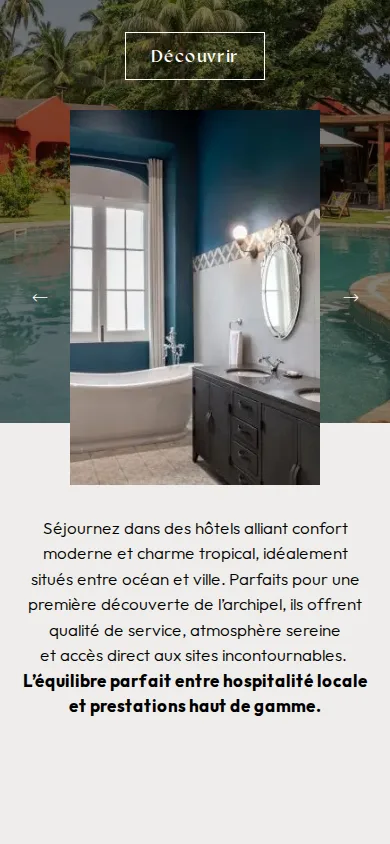 Découvrir
←
→
Séjournez dans des hôtels alliant confort
moderne et charme tropical, idéalement
situés entre océan et ville. Parfaits pour une
première découverte de l’archipel, ils offrent
qualité de service, atmosphère sereine
et accès direct aux sites incontournables.
L’équilibre parfait entre hospitalité locale
et prestations haut de gamme.